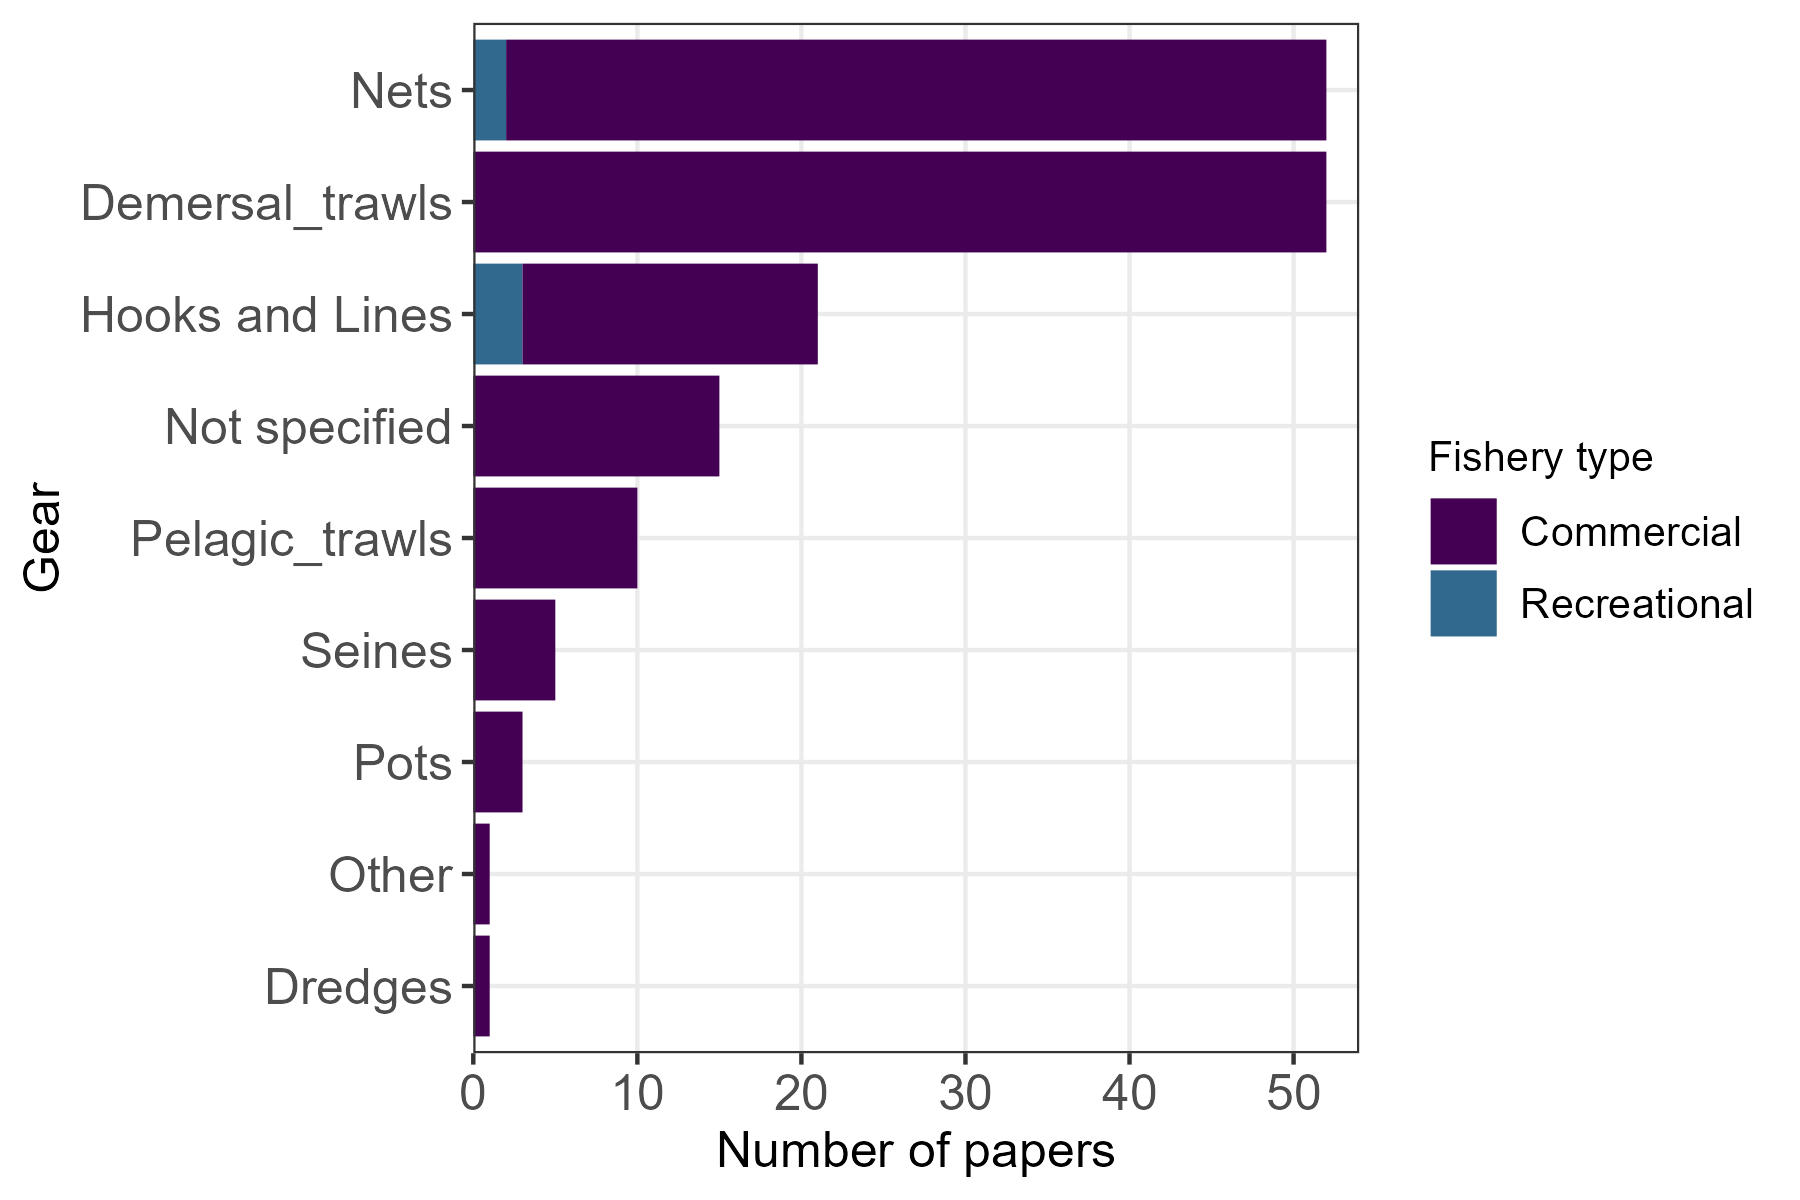 Nets
Demersal_trawls
Hooks and Lines
Not specified
Pelagic_trawls
Seines
Pots
Other
Dredges
Gear
0 10 20 30 40 50
Number of papers
Fishery type
Commercial
Recreational